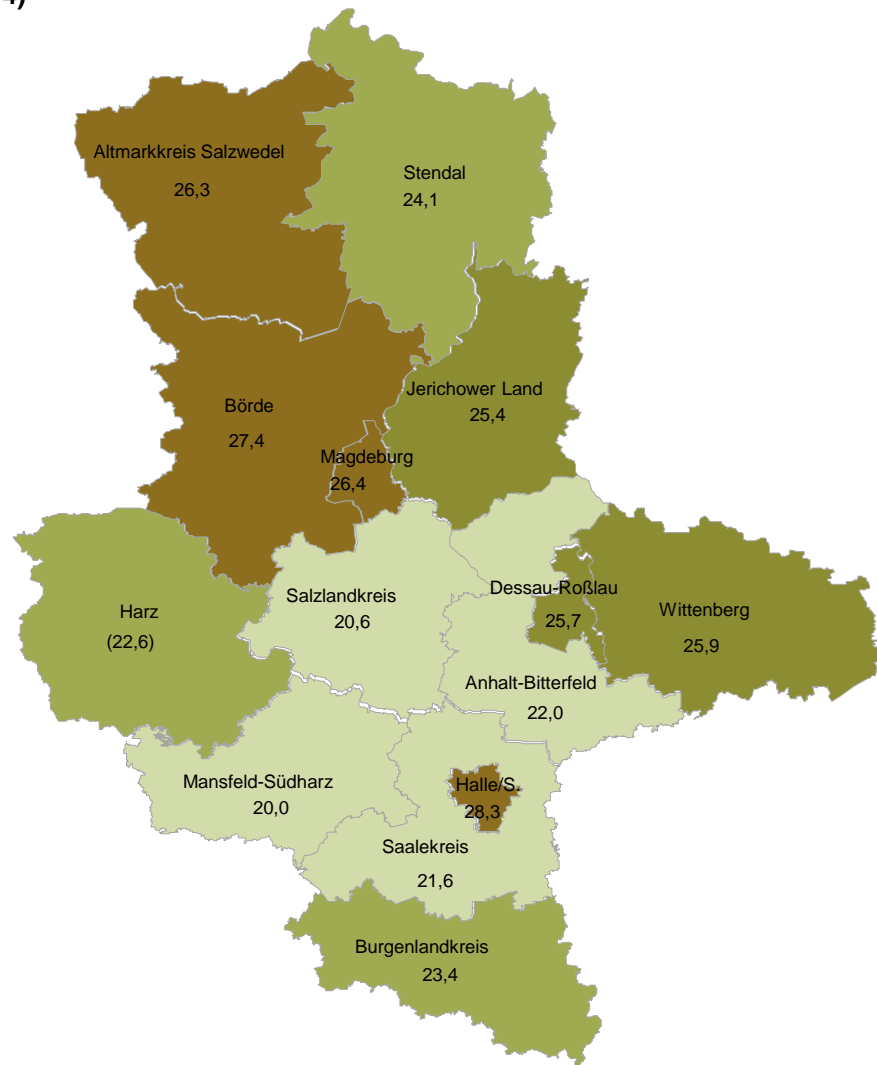 4)
Altmarkkreis Salzwedel
26,3
Stendal
24,1
Jerichower Land
25,4
Börde
27,4
Magdeburg
26,4
Salzlandkreis
20,6
Dessau-Roßlau
25,7
Wittenberg
25,9
Harz
(22,6)
Anhalt-Bitterfeld
22,0
Mansfeld-Südharz
20,0
Halle/S.
28,3
Saalekreis
21,6
Burgenlandkreis
23,4